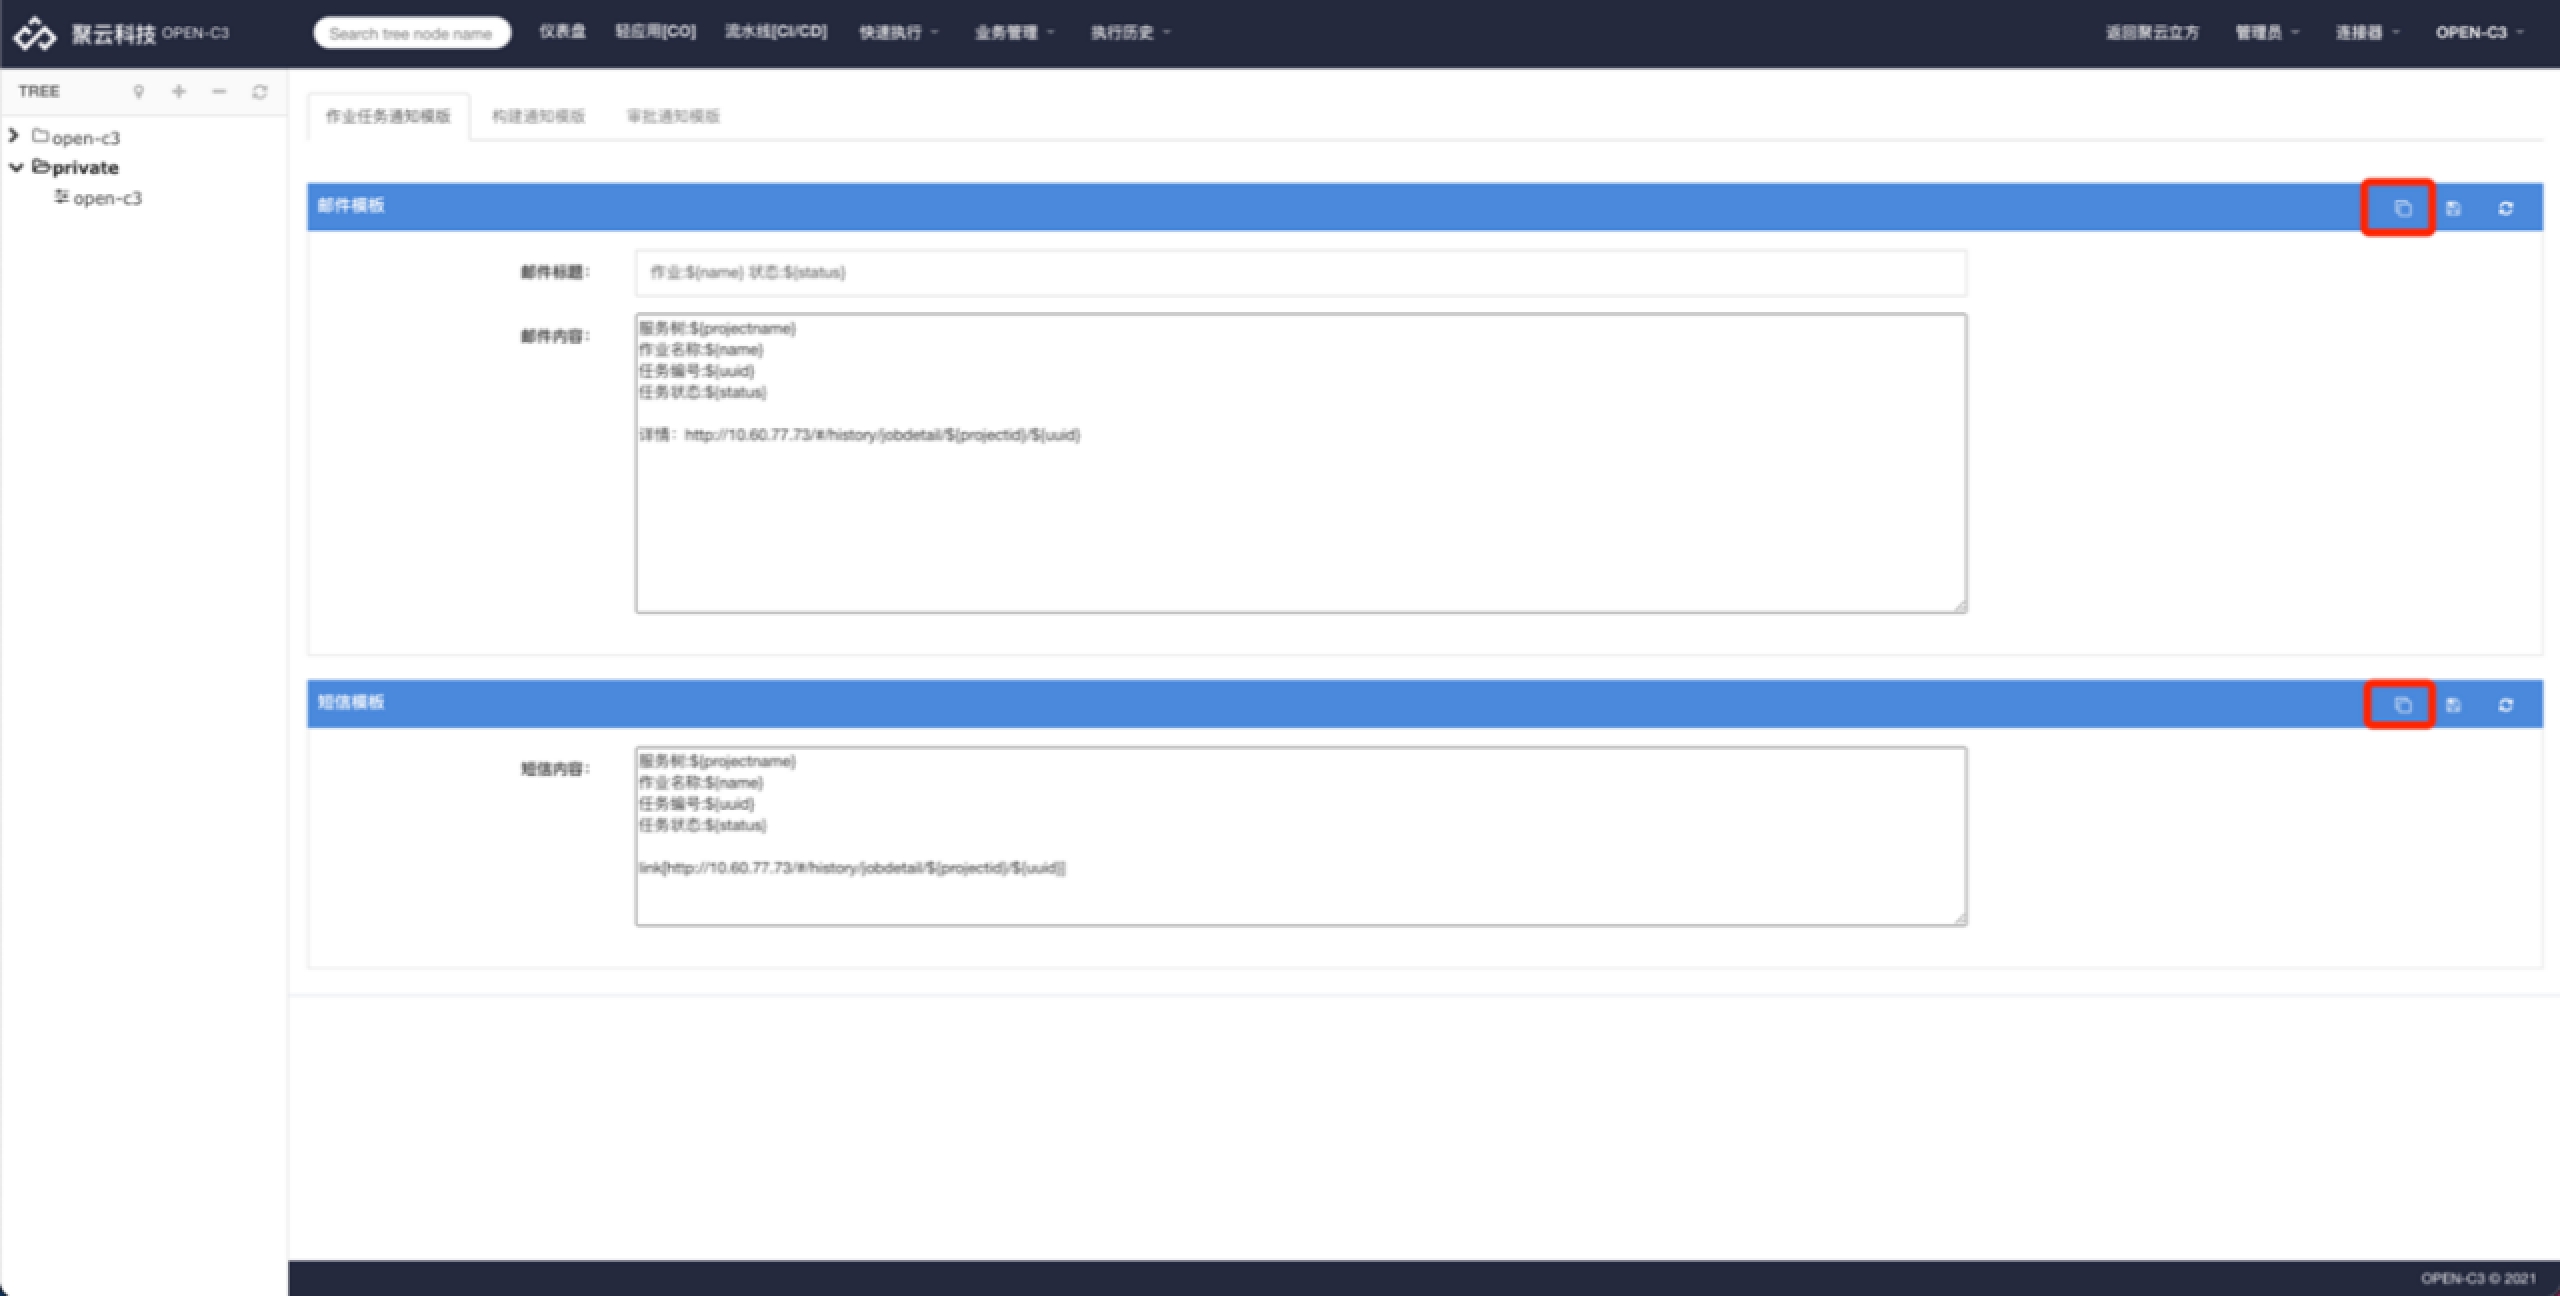 聚云科技 OPEN-C3
Search tree node name
仪表盘
轻应用[CO]
流水线[CI/CD]
快速执行
业务管理
执行历史
返回聚云立方
管理员
连接器
OPEN-C3
TREE
open-c3
private
open-c3
作业任务通知模版
构建通知模版
审批通知模版
邮件模板
邮件标题:
作业:${name} 状态:${status}
邮件内容:
服务树:${projectname}
作业名称:${name}
任务编号:${uuid}
任务状态:${status}
详情：http://10.60.77.73/#/history/jobdetail/${projectid}/${uuid}
短信模板
短信内容:
服务树:${projectname}
作业名称:${name}
任务编号:${uuid}
任务状态:${status}
link[http://10.60.77.73/#/history/jobdetail/${projectid}/${uuid}]
OPEN-C3 © 2021